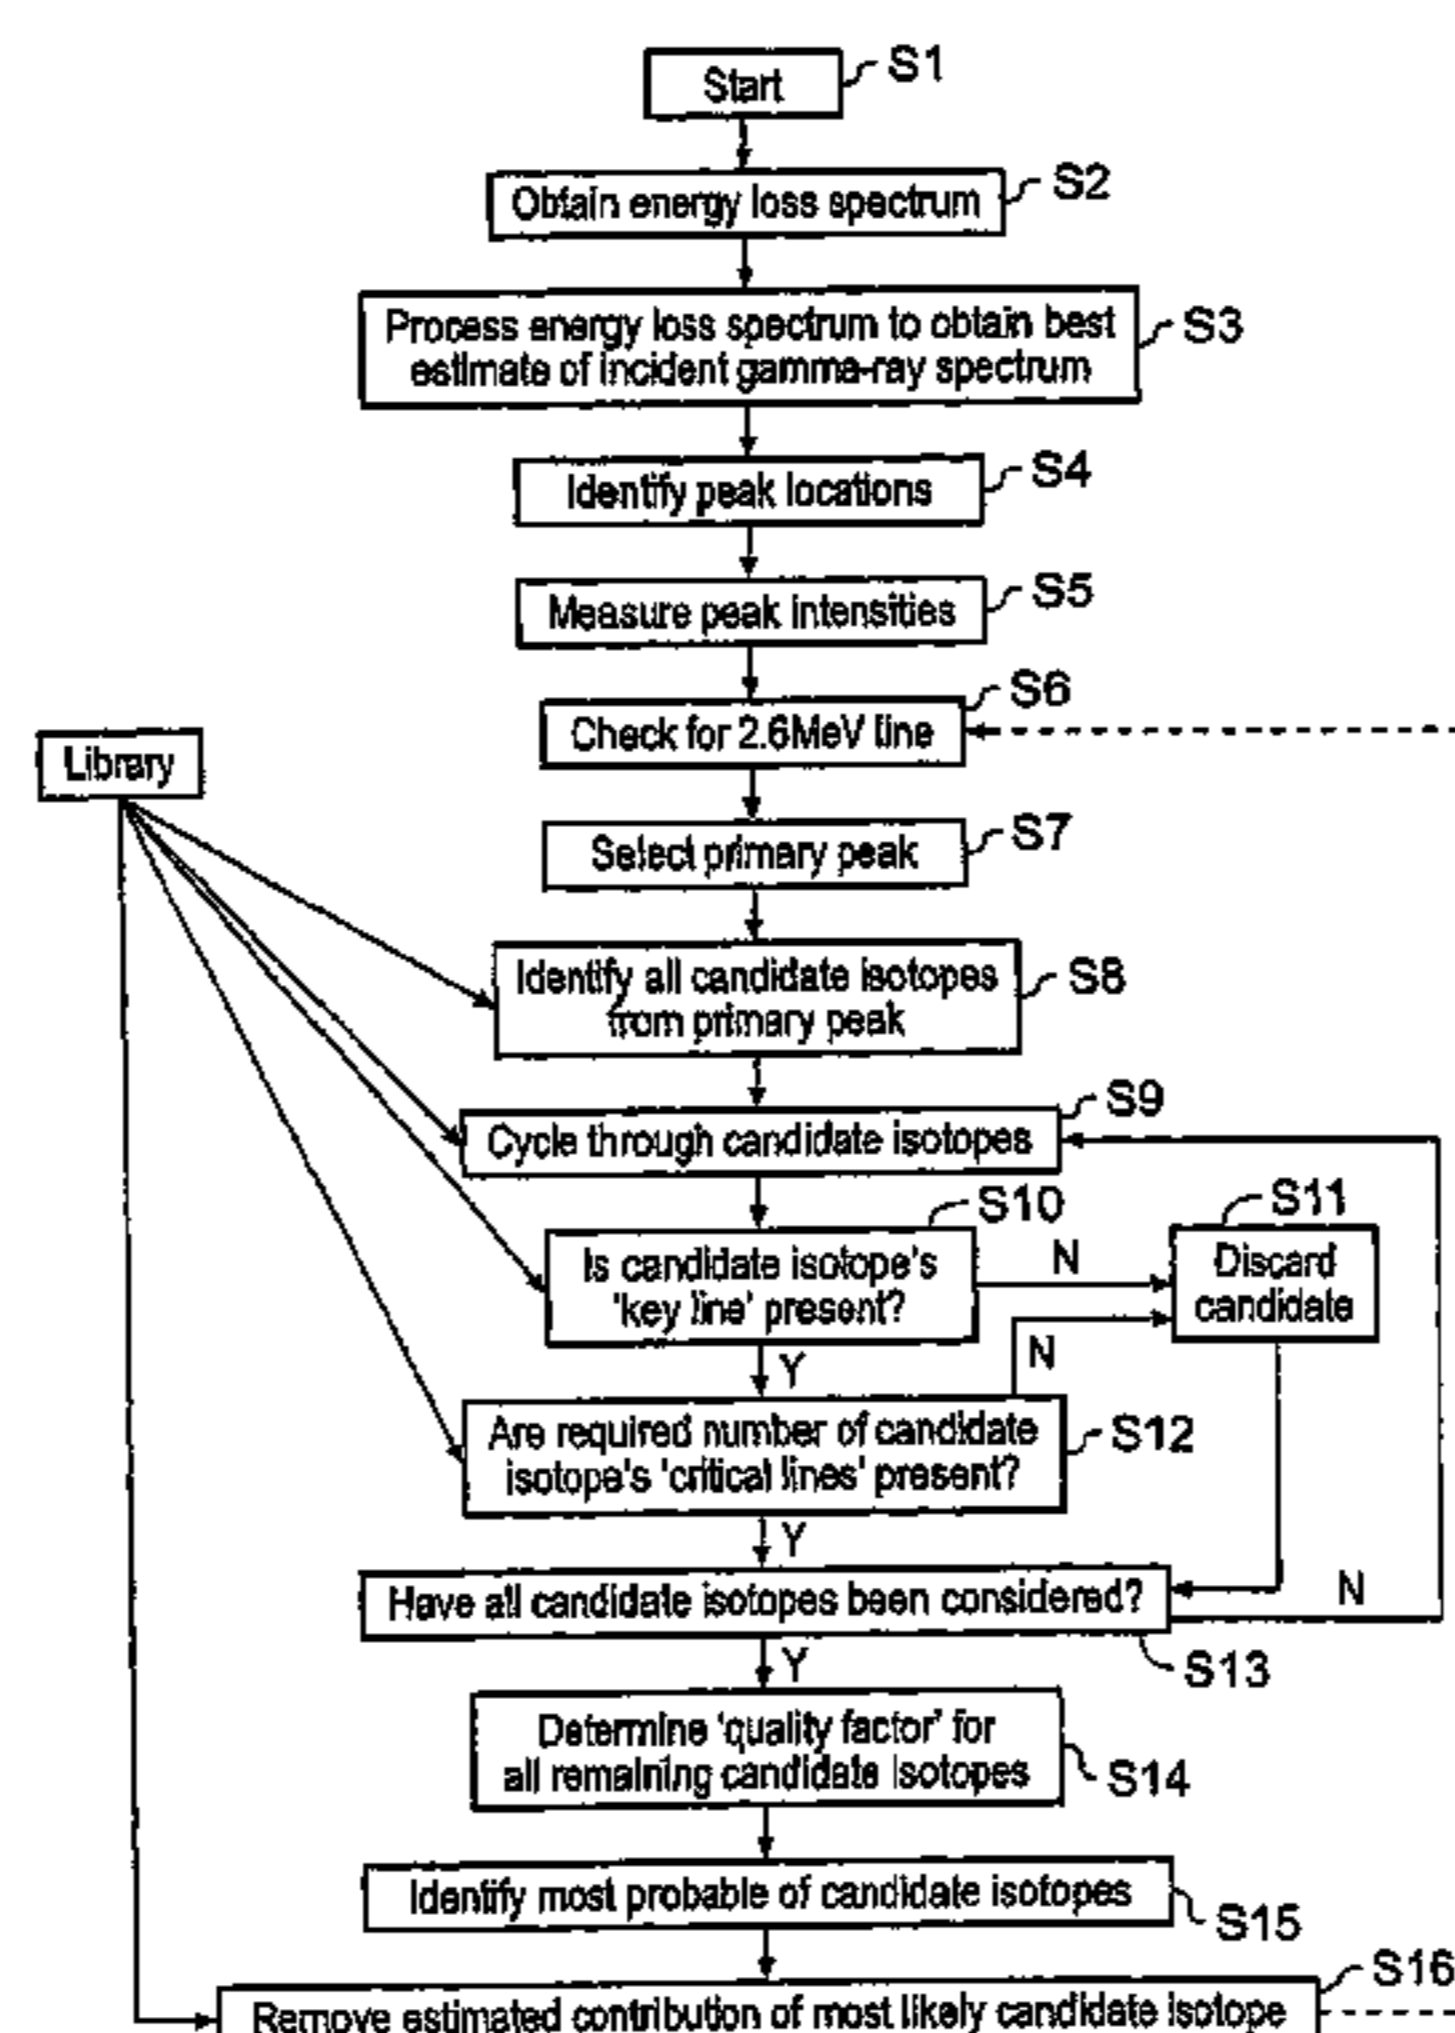 Start
S1
Obtain energy loss spectrum
S2
Process energy loss spectrum to obtain best
estimate of incident gamma-ray spectrum
S3
Identify peak locations
S4
Measure peak intensities
S5
Check for 2.6MeV line
S6
Library
Select primary peak
S7
Identify all candidate isotopes
from primary peak
S8
Cycle through candidate isotopes
S9
Is candidate isotope's
'key line' present?
S10
N
Discard
candidate
S11
Y
N
Are required number of candidate
isotope's 'critical lines' present?
S12
Y
Have all candidate isotopes been considered?
N
S13
Y
Determine 'quality factor' for
all remaining candidate isotopes
S14
Identify most probable of candidate isotopes
S15
Remove estimated contribution of most likely candidate isotope
S16